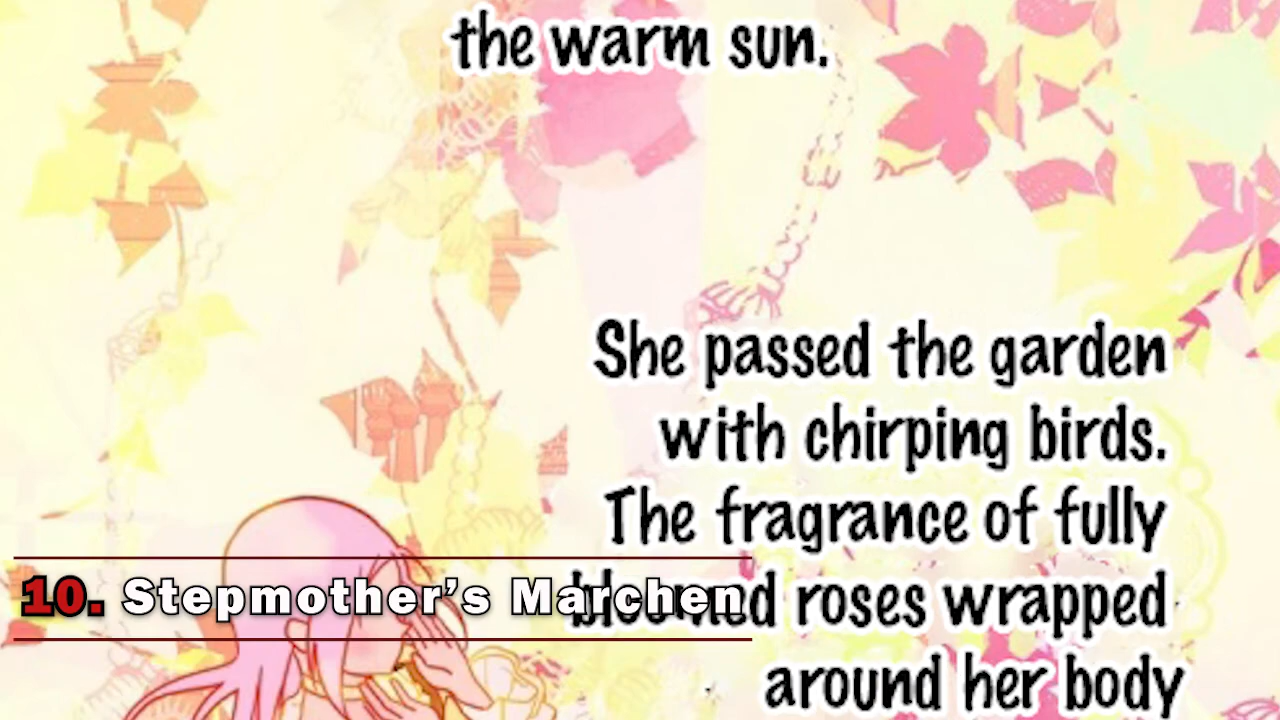 the warm sun.
She passed the garden
with chirping birds.
The fragrance of fully
bloomed roses wrapped
around her body
10. Stepmother's Marchen